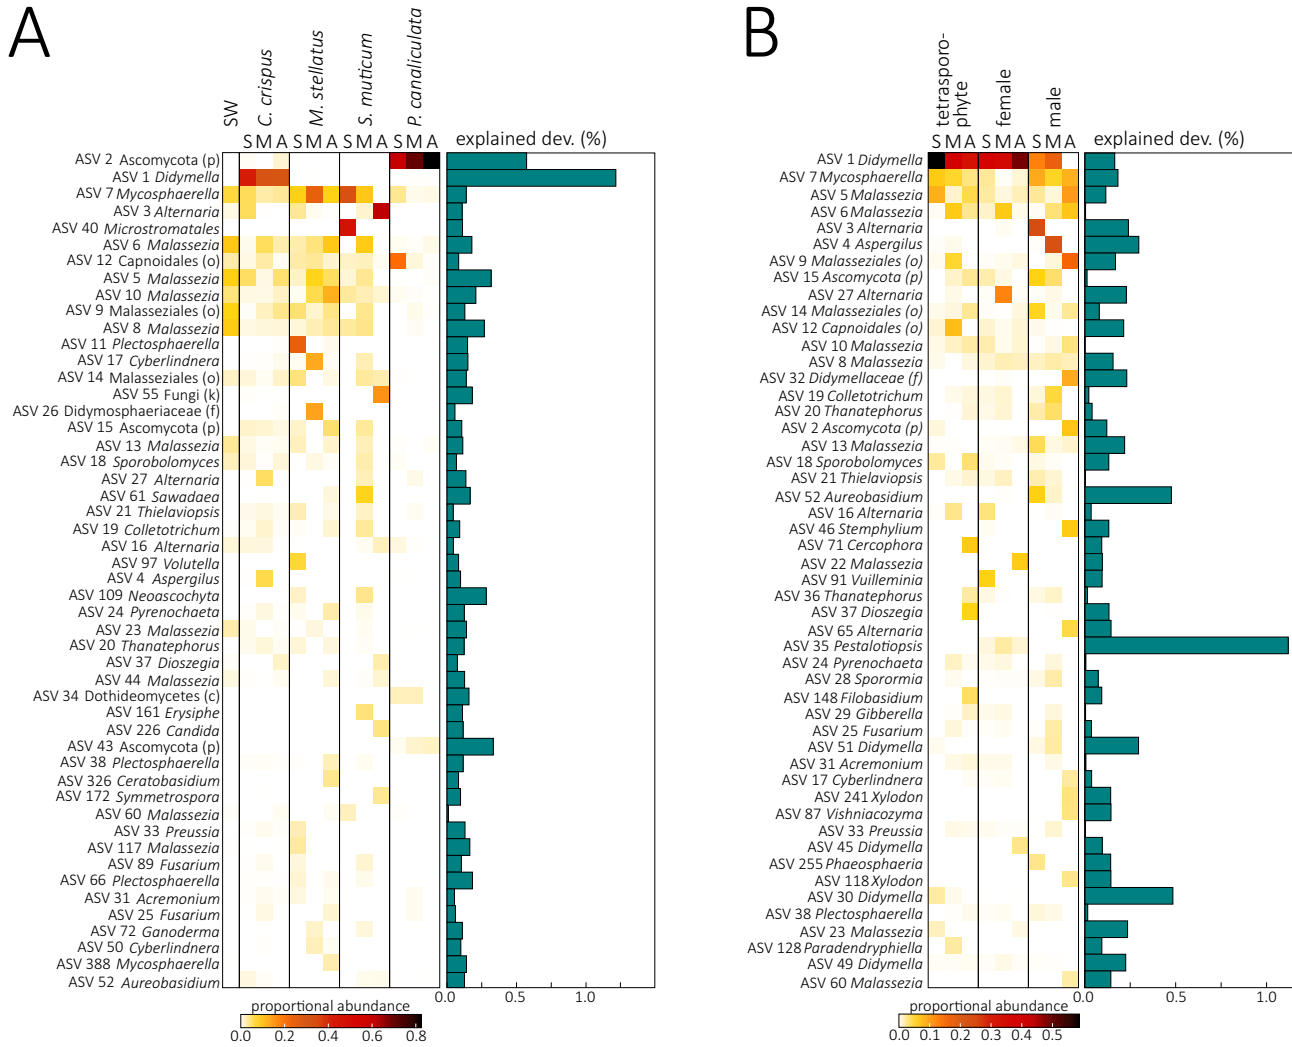 A
SW
C. crispus
M. stellatus
S. muticum
P. canaliculata
S M A S M A S M A S M A
explained dev. (%)
ASV 2 Ascomycota (p)
ASV 1 Didymella
ASV 7 Mycosphaerella
ASV 3 Alternaria
ASV 40 Microstromatales
ASV 6 Malassezia
ASV 12 Capnoidales (o)
ASV 5 Malassezia
ASV 10 Malassezia
ASV 9 Malasseziales (o)
ASV 8 Malassezia
ASV 11 Plectosphaerella
ASV 17 Cyberlindnera
ASV 14 Malasseziales (o)
ASV 55 Fungi (k)
ASV 26 Didymosphaeriaceae (f)
ASV 15 Ascomycota (p)
ASV 13 Malassezia
ASV 18 Sporobolomyces
ASV 27 Alternaria
ASV 61 Sawadaea
ASV 21 Thielaviopsis
ASV 19 Colletotrichum
ASV 16 Alternaria
ASV 97 Volutella
ASV 4 Aspergilus
ASV 109 Neoascochyta
ASV 24 Pyrenochaeta
ASV 23 Malassezia
ASV 20 Thanatephorus
ASV 37 Dioszegia
ASV 44 Malassezia
ASV 34 Dothideomycetes (c)
ASV 161 Erysiphe
ASV 226 Candida
ASV 43 Ascomycota (p)
ASV 38 Plectosphaerella
ASV 326 Ceratobasidium
ASV 172 Symmetrospora
ASV 60 Malassezia
ASV 33 Preussia
ASV 117 Malassezia
ASV 89 Fusarium
ASV 66 Plectosphaerella
ASV 31 Acremonium
ASV 25 Fusarium
ASV 72 Ganoderma
ASV 50 Cyberlindnera
ASV 388 Mycosphaerella
ASV 52 Aureobasidium
0.0 0.5 1.0
proportional abundance
0.0 0.2 0.4 0.6 0.8
B
tetrasporo-
phyte
female
male
S M A S M A S M A
explained dev. (%)
ASV 1 Didymella
ASV 7 Mycosphaerella
ASV 5 Malassezia
ASV 6 Malassezia
ASV 3 Alternaria
ASV 4 Aspergilus
ASV 9 Malasseziales (o)
ASV 15 Ascomycota (p)
ASV 27 Alternaria
ASV 14 Malasseziales (o)
ASV 12 Capnoidales (o)
ASV 10 Malassezia
ASV 8 Malassezia
ASV 32 Didymellaceae (f)
ASV 19 Colletotrichum
ASV 20 Thanatephorus
ASV 2 Ascomycota (p)
ASV 13 Malassezia
ASV 18 Sporobolomyces
ASV 21 Thielaviopsis
ASV 52 Aureobasidium
ASV 16 Alternaria
ASV 46 Stemphylium
ASV 71 Cercophora
ASV 22 Malassezia
ASV 91 Vuilleminia
ASV 36 Thanatephorus
ASV 37 Dioszegia
ASV 65 Alternaria
ASV 35 Pestalotiopsis
ASV 24 Pyrenochaeta
ASV 28 Sporormia
ASV 148 Filobasidium
ASV 29 Gibberella
ASV 25 Fusarium
ASV 51 Didymella
ASV 31 Acremonium
ASV 17 Cyberlindnera
ASV 241 Xylodon
ASV 87 Vishniacozyma
ASV 33 Preussia
ASV 45 Didymella
ASV 255 Phaeosphaeria
ASV 118 Xylodon
ASV 30 Didymella
ASV 38 Plectosphaerella
ASV 23 Malassezia
ASV 128 Paradendryphiella
ASV 49 Didymella
ASV 60 Malassezia
0.0 0.5 1.0
proportional abundance
0.0 0.1 0.2 0.3 0.4 0.5